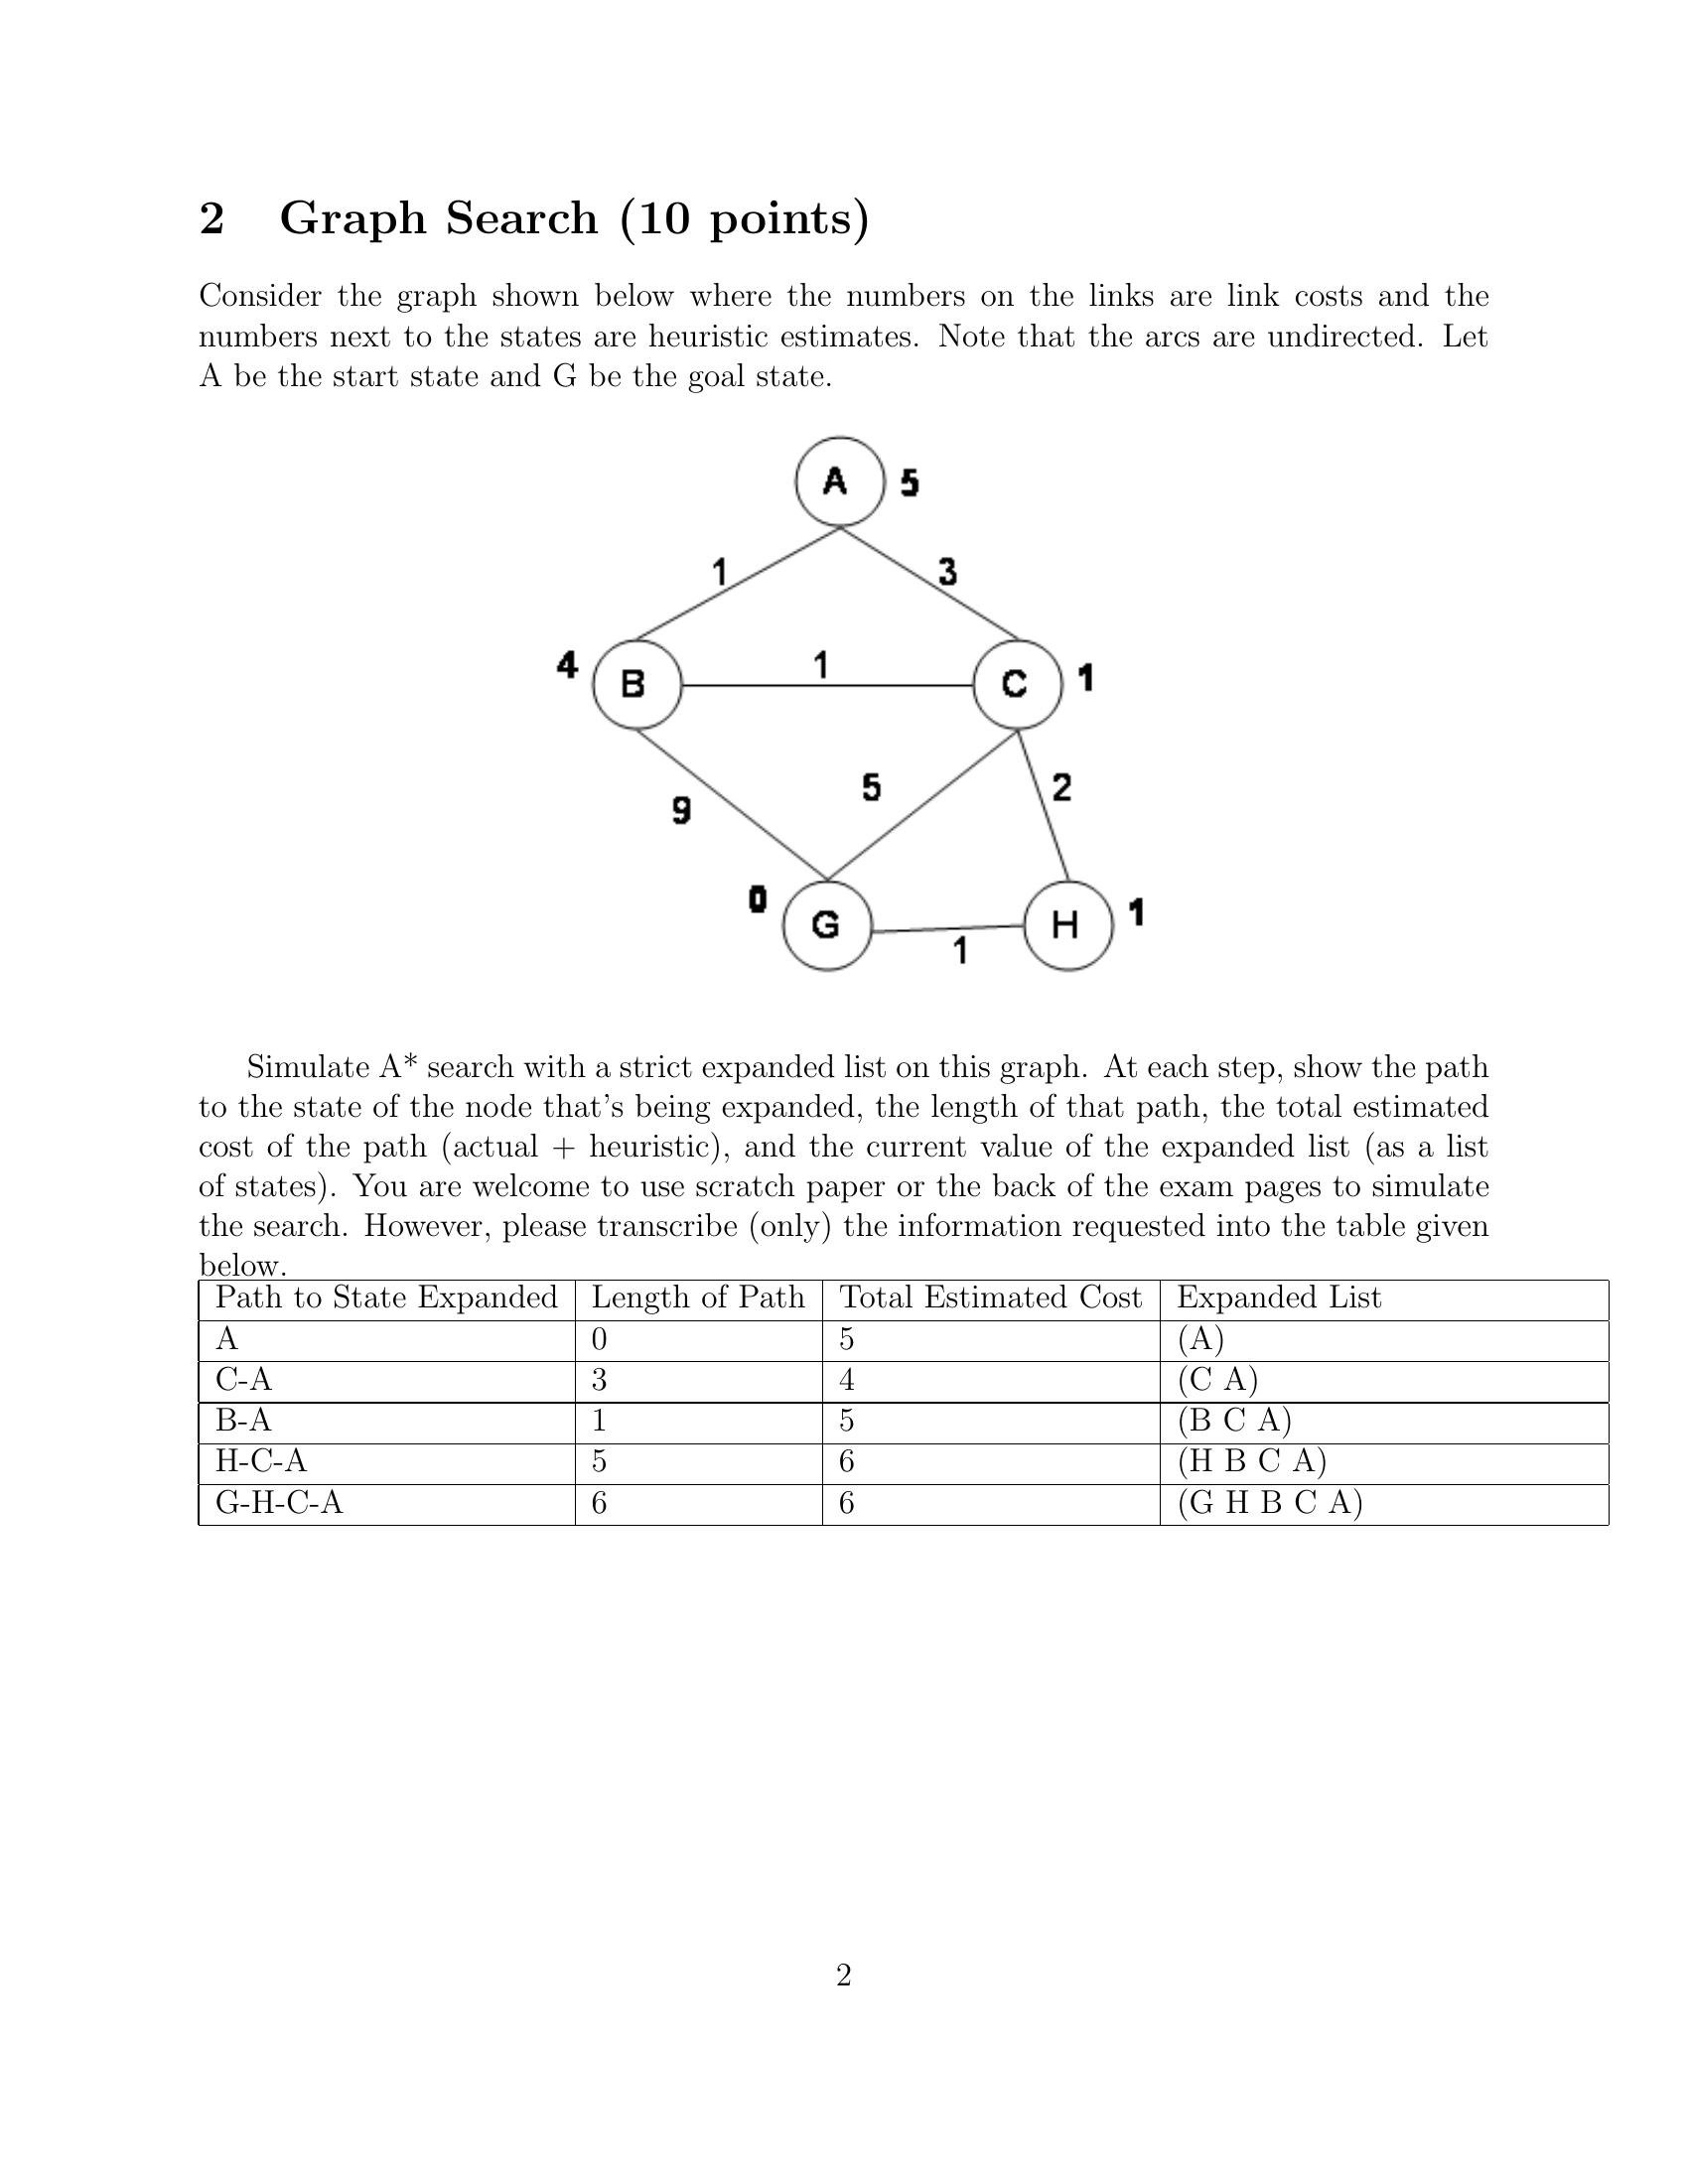 2 Graph Search (10 points)
Consider the graph shown below where the numbers on the links are link costs and the
numbers next to the states are heuristic estimates. Note that the arcs are undirected. Let
A be the start state and G be the goal state.
A 5
1 3
4 B 1 C 1
9 5 2
0 G 1 H 1
Simulate A* search with a strict expanded list on this graph. At each step, show the path
to the state of the node that's being expanded, the length of that path, the total estimated
cost of the path (actual + heuristic), and the current value of the expanded list (as a list
of states). You are welcome to use scratch paper or the back of the exam pages to simulate
the search. However, please transcribe (only) the information requested into the table given
below.
Path to State Expanded Length of Path Total Estimated Cost Expanded List
A 0 5 (A)
C-A 3 4 (C A)
B-A 1 5 (B C A)
H-C-A 5 6 (H B C A)
G-H-C-A 6 6 (G H B C A)
2